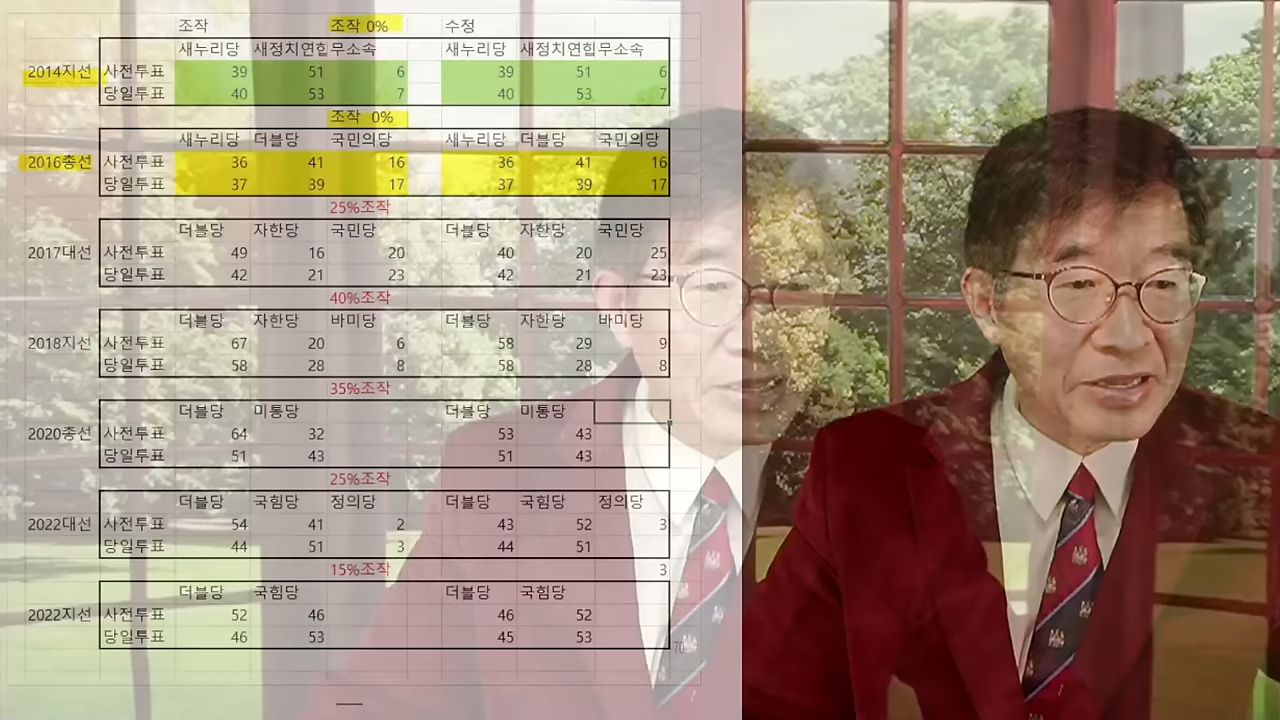 조작 조작 0% 수정
새누리당 새정치연합 무소속 새누리당 새정치연합 무소속
2014지선 사전투표 39 51 6 39 51 6
당일투표 40 53 7 40 53 7
조작 0%
새누리당 더블당 국민의당 새누리당 더블당 국민의당
2016총선 사전투표 36 41 16 36 41 16
당일투표 37 39 17 37 39 17
25%조작
더블당 자한당 국민당 더블당 자한당 국민당
2017대선 사전투표 49 16 20 40 20 25
당일투표 42 21 23 42 21 23
40%조작
더블당 자한당 바미당 더블당 자한당 바미당
2018지선 사전투표 67 20 6 58 29 9
당일투표 58 28 8 58 28 8
35%조작
더블당 미통당 더블당 미통당
2020총선 사전투표 64 32 53 43
당일투표 51 43 51 43
25%조작
더블당 국힘당 정의당 더블당 국힘당 정의당
2022대선 사전투표 54 41 2 43 52 3
당일투표 44 51 3 44 51
15%조작 3
더블당 국힘당 더블당 국힘당
2022지선 사전투표 52 46 46 52
당일투표 46 53 45 53
70